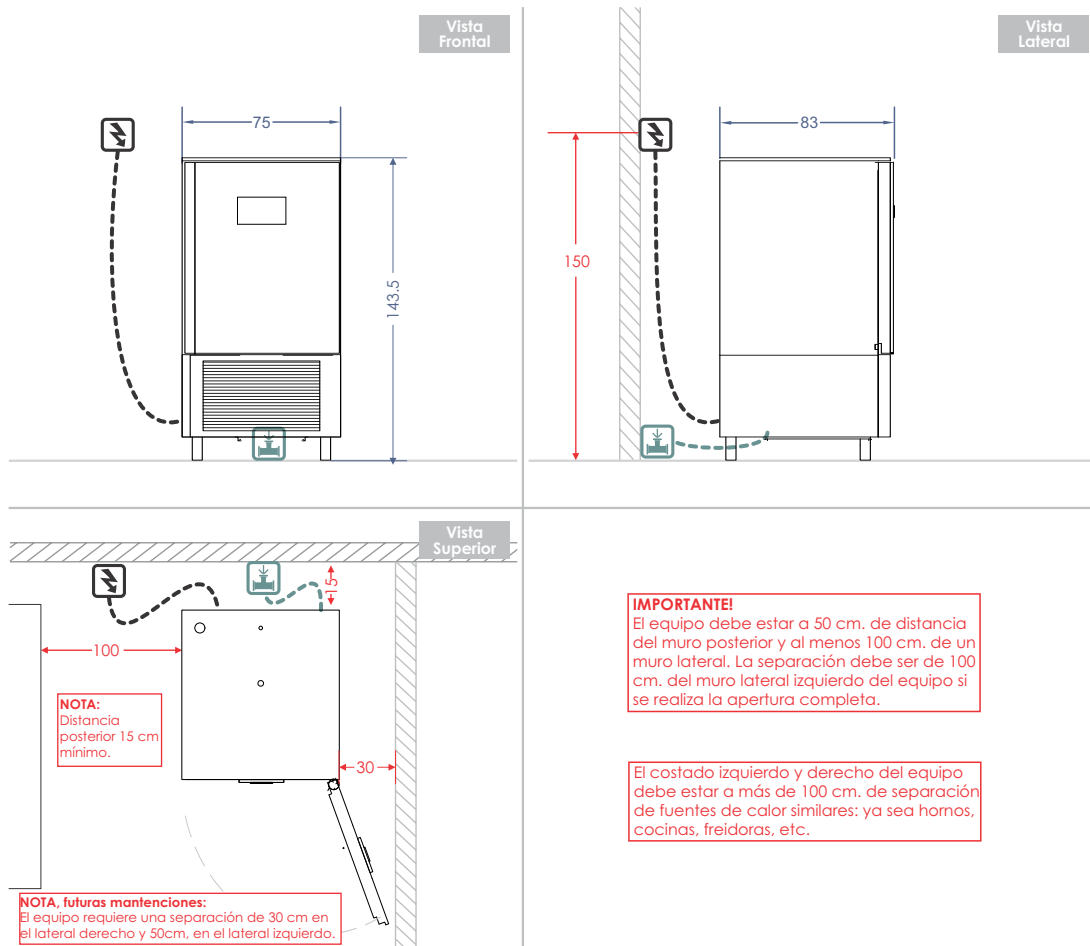 Vista
Frontal
75
143.5
Vista
Lateral
83
150
Vista
Superior
15
100
NOTA:
Distancia
posterior 15 cm
mínimo.
30
NOTA, futuras mantenciones:
El equipo requiere una separación de 30 cm en
el lateral derecho y 50cm, en el lateral izquierdo.
IMPORTANTE!
El equipo debe estar a 50 cm. de distancia
del muro posterior y al menos 100 cm. de un
muro lateral. La separación debe ser de 100
cm. del muro lateral izquierdo del equipo si
se realiza la apertura completa.
El costado izquierdo y derecho del equipo
debe estar a más de 100 cm. de separación
de fuentes de calor similares: ya sea hornos,
cocinas, freidoras, etc.